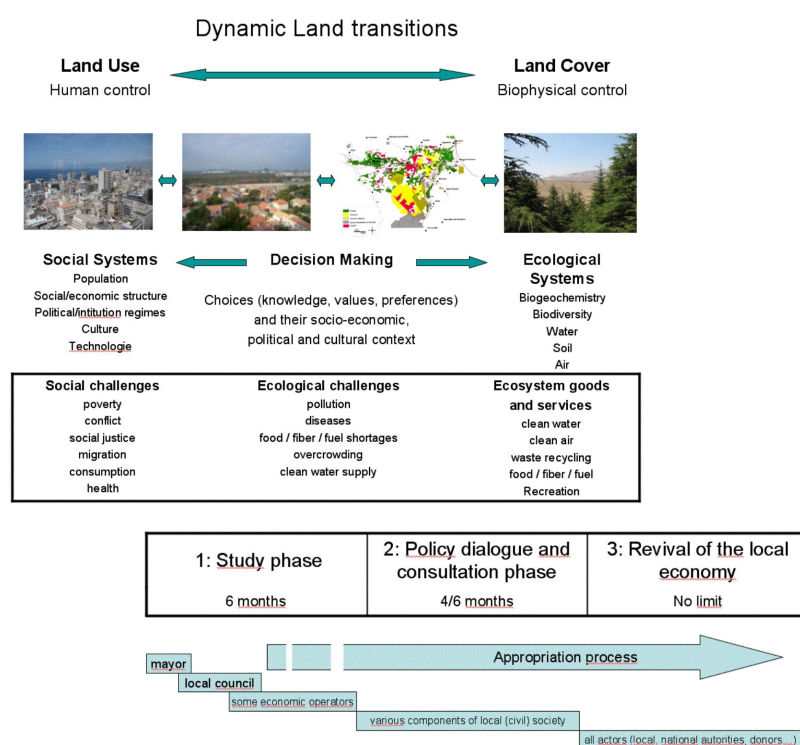 Dynamic Land transitions
Land Use
Human control
Land Cover
Biophysical control
Social Systems
Population
Social/economic structure
Political/intitution regimes
Culture
Technologie
Decision Making
Choices (knowledge, values, preferences)
and their socio-economic,
political and cultural context
Ecological
Systems
Biogeochemistry
Biodiversity
Water
Soil
Air
Social challenges
poverty
conflict
social justice
migration
consumption
health
Ecological challenges
pollution
diseases
food / fiber / fuel shortages
overcrowding
clean water supply
Ecosystem goods
and services
clean water
clean air
waste recycling
food / fiber / fuel
Recreation
1: Study phase
6 months
2: Policy dialogue and
consultation phase
4/6 months
3: Revival of the local
economy
No limit
Appropriation process
mayor
local council
some economic operators
various components of local (civil) society
all actors (local, national autorities, donors…)